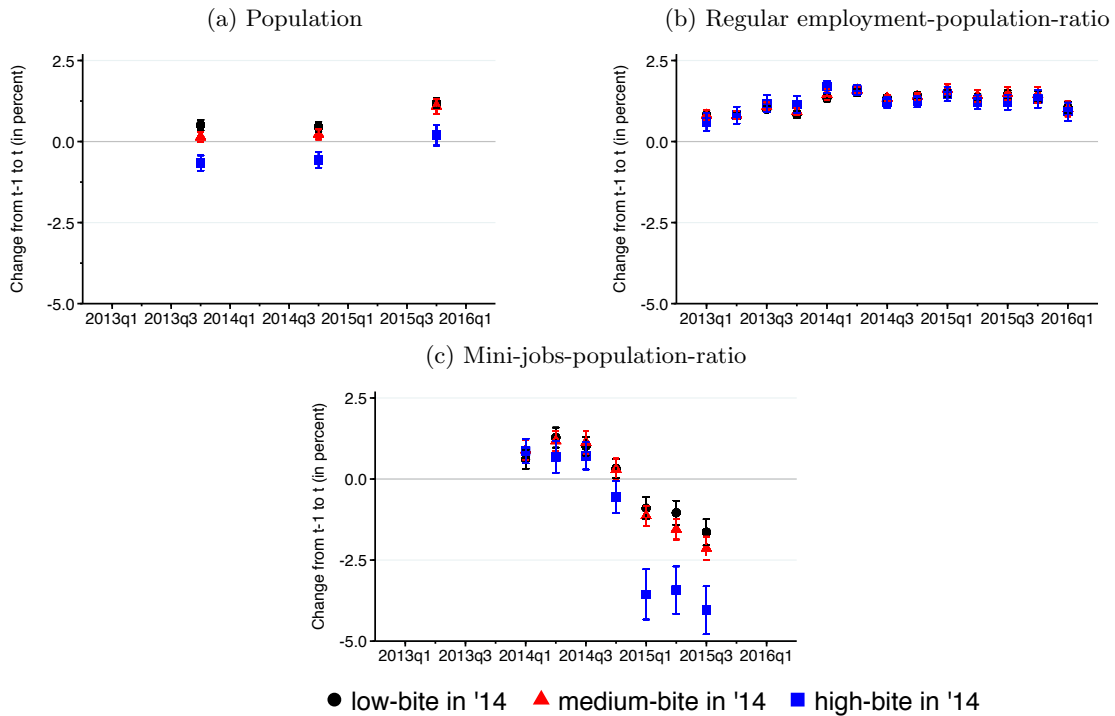 (a) Population
Change from t-1 to t (in percent)
2.5
0.0
-2.5
-5.0
2013q1 2013q3 2014q1 2014q3 2015q1 2015q3 2016q1
(b) Regular employment-population-ratio
Change from t-1 to t (in percent)
2.5
0.0
-2.5
-5.0
2013q1 2013q3 2014q1 2014q3 2015q1 2015q3 2016q1
(c) Mini-jobs-population-ratio
Change from t-1 to t (in percent)
2.5
0.0
-2.5
-5.0
2013q1 2013q3 2014q1 2014q3 2015q1 2015q3 2016q1
low-bite in '14 medium-bite in '14 high-bite in '14